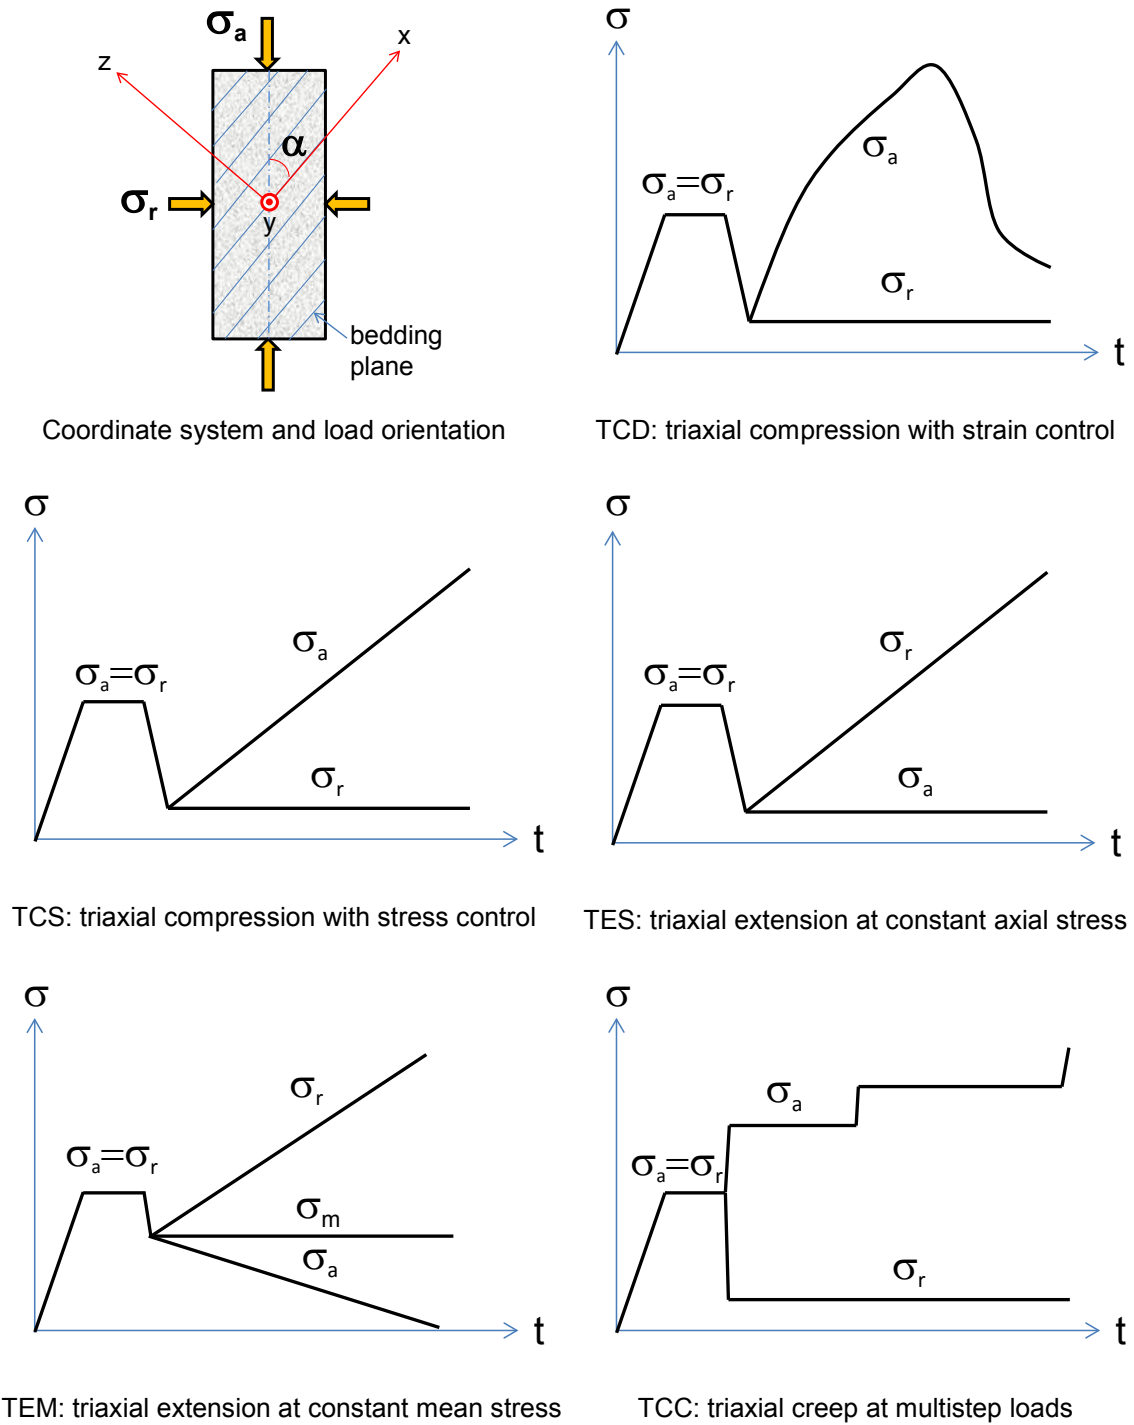 σa
z
x
α
σr
y
bedding
plane
Coordinate system and load orientation
σ
σa
σa=σr
σr
t
TCD: triaxial compression with strain control
σ
σa
σa=σr
σr
t
TCS: triaxial compression with stress control
σ
σr
σa=σr
σa
t
TES: triaxial extension at constant axial stress
σ
σr
σa=σr
σm
σa
t
TEM: triaxial extension at constant mean stress
σ
σa
σa=σr
σr
t
TCC: triaxial creep at multistep loads